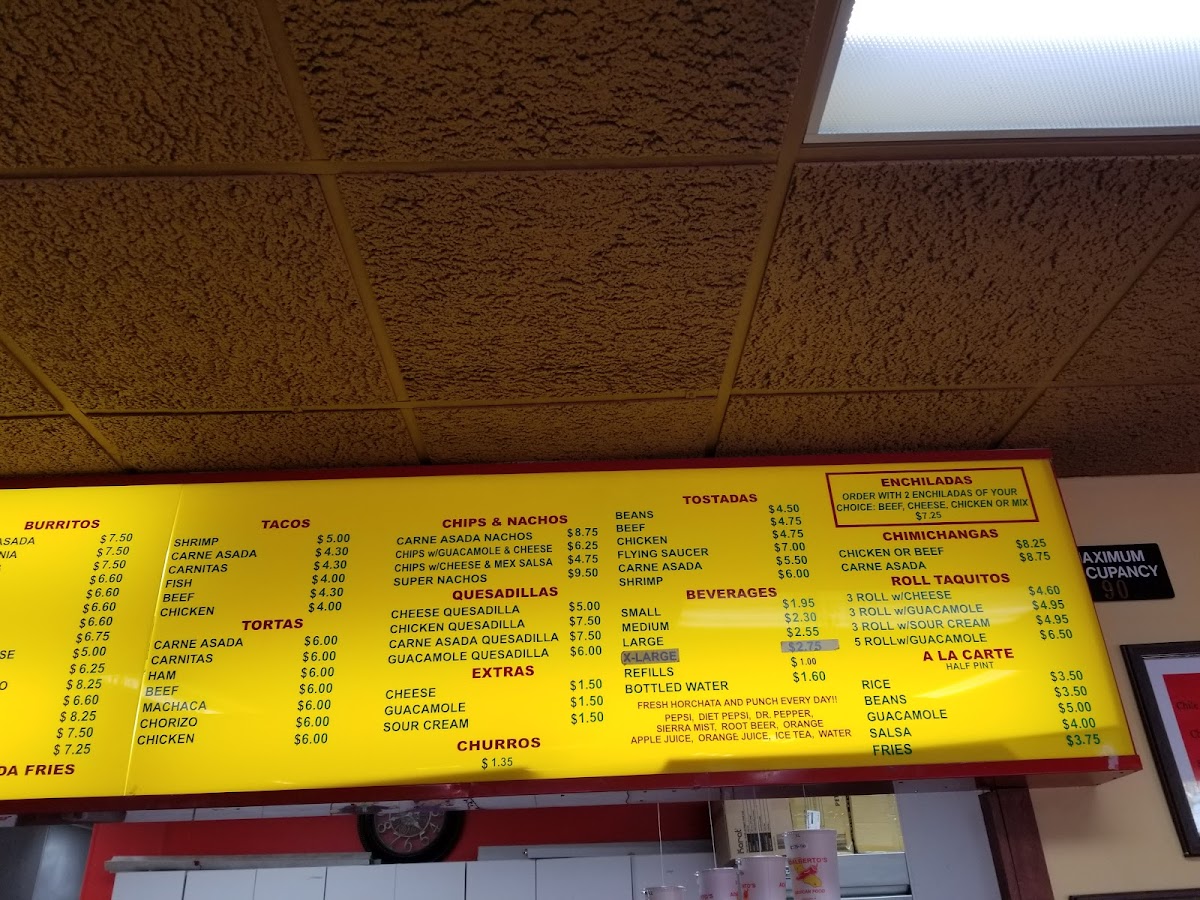 BURRITOS
ASADA $7.50
NIA $7.50
$7.50
$6.60
$6.60
$6.60
$6.60
$6.75
SE $5.00
$6.25
O $8.25
$6.60
$8.25
$7.50
$7.25
DA FRIES
TACOS
SHRIMP $5.00
CARNE ASADA $4.30
CARNITAS $4.30
FISH $4.00
BEEF $4.30
CHICKEN $4.00
TORTAS
CARNE ASADA $6.00
CARNITAS $6.00
HAM $6.00
BEEF $6.00
MACHACA $6.00
CHORIZO $6.00
CHICKEN $6.00
CHIPS & NACHOS
CARNE ASADA NACHOS $8.75
CHIPS w/GUACAMOLE & CHEESE $6.25
CHIPS w/CHEESE & MEX SALSA $4.75
SUPER NACHOS $9.50
QUESADILLAS
CHEESE QUESADILLA $5.00
CHICKEN QUESADILLA $7.50
CARNE ASADA QUESADILLA $7.50
GUACAMOLE QUESADILLA $6.00
EXTRAS
CHEESE $1.50
GUACAMOLE $1.50
SOUR CREAM $1.50
CHURROS
$1.35
TOSTADAS
BEANS $4.50
BEEF $4.75
CHICKEN $4.75
FLYING SAUCER $7.00
CARNE ASADA $5.50
SHRIMP $6.00
BEVERAGES
SMALL $1.95
MEDIUM $2.30
LARGE $2.55
X-LARGE $2.75
REFILLS $1.00
BOTTLED WATER $1.60
FRESH HORCHATA AND PUNCH EVERY DAY!!
PEPSI, DIET PEPSI, DR. PEPPER,
SIERRA MIST, ROOT BEER, ORANGE
APPLE JUICE, ORANGE JUICE, ICE TEA, WATER
ENCHILADAS
ORDER WITH 2 ENCHILADAS OF YOUR
CHOICE: BEEF, CHEESE, CHICKEN OR MIX
$7.25
CHIMICHANGAS
CHICKEN OR BEEF $8.25
CARNE ASADA $8.75
ROLL TAQUITOS
3 ROLL w/CHEESE $4.60
3 ROLL w/GUACAMOLE $4.95
3 ROLL w/SOUR CREAM $4.95
5 ROLL w/GUACAMOLE $6.50
A LA CARTE
HALF PINT
RICE $3.50
BEANS $3.50
GUACAMOLE $5.00
SALSA $4.00
FRIES $3.75
AXIMUM
CUPANCY
90
Karat
ILBERTO'S